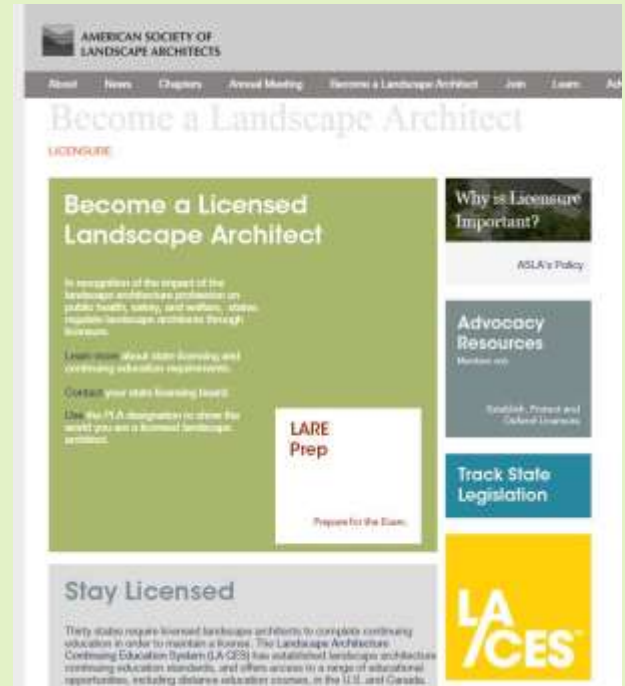 AMERICAN SOCIETY OF
LANDSCAPE ARCHITECTS
About News Chapters Annual Meeting Become a Landscape Architect Join Learn
Become a Landscape Architect
LICENSURE
Become a Licensed
Landscape Architect
In recognition of the impact of the
landscape architecture profession on
public health, safety, and welfare, states
regulate landscape architects through
licensure.
Learn more about state licensing and
continuing education requirements.
Contact your state licensing board.
Use the PLA designation to show the
world you are a licensed landscape
architect.
LARE
Prep
Prepare for the Exam.
Why is Licensure
Important?
ASLA's Policy
Advocacy
Resources
Members only
Establish, Protect and
Defend Licensure
Track State
Legislation
LA
/CES™
Stay Licensed
Thirty states require licensed landscape architects to complete continuing
education in order to maintain a license. The Landscape Architecture
Continuing Education System (LA CES) has established landscape architecture
continuing education standards, and offers access to a range of educational
opportunities, including distance education courses, in the U.S. and Canada.